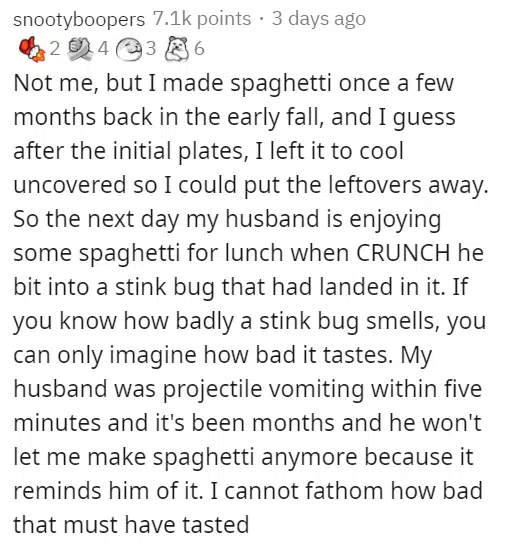 snootyboopers 7.1k points · 3 days ago
2 4 3 6
Not me, but I made spaghetti once a few
months back in the early fall, and I guess
after the initial plates, I left it to cool
uncovered so I could put the leftovers away.
So the next day my husband is enjoying
some spaghetti for lunch when CRUNCH he
bit into a stink bug that had landed in it. If
you know how badly a stink bug smells, you
can only imagine how bad it tastes. My
husband was projectile vomiting within five
minutes and it's been months and he won't
let me make spaghetti anymore because it
reminds him of it. I cannot fathom how bad
that must have tasted